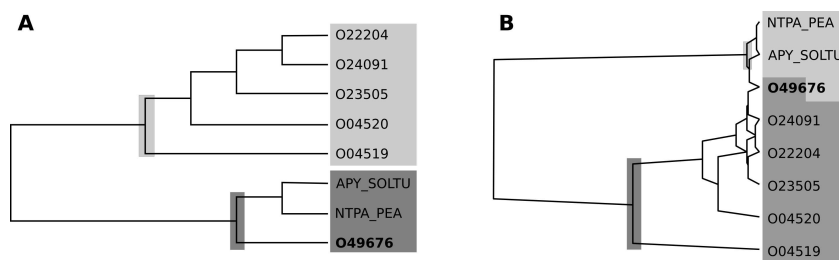 A
O22204
O24091
O23505
O04520
O04519
APY_SOLTU
NTPA_PEA
O49676
B
NTPA_PEA
APY_SOLTU
O49676
O24091
O22204
O23505
O04520
O04519